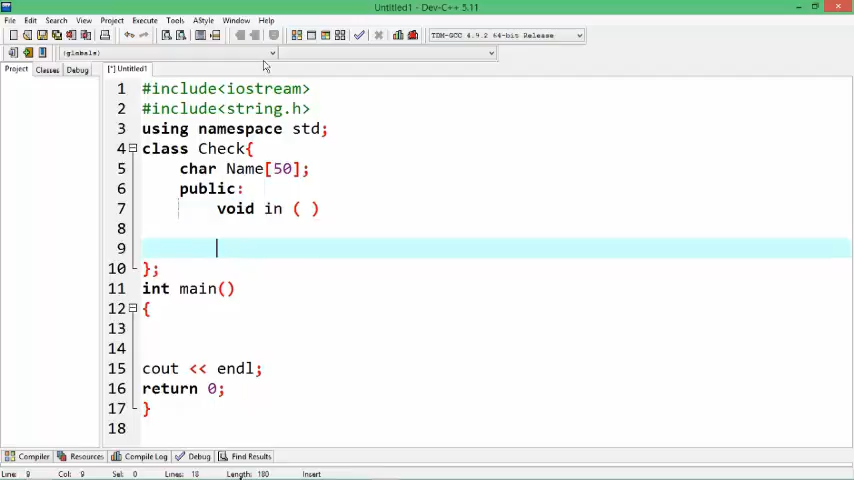 Untitled1 - Dev-C++ 5.11
File Edit Search View Project Execute Tools AStyle Window Help
TDM-GCC 4.9.2 64-bit Release
(globals)
Project Classes Debug [*] Untitled1
1 #include<iostream>
2 #include<string.h>
3 using namespace std;
4 class Check{
5 char Name[50];
6 public:
7 void in ( )
8
9
10 };
11 int main()
12 {
13
14
15 cout << endl;
16 return 0;
17 }
18
Compiler Resources Compile Log Debug Find Results
Line: 9 Col: 9 Sel: 0 Lines: 18 Length: 180 Insert